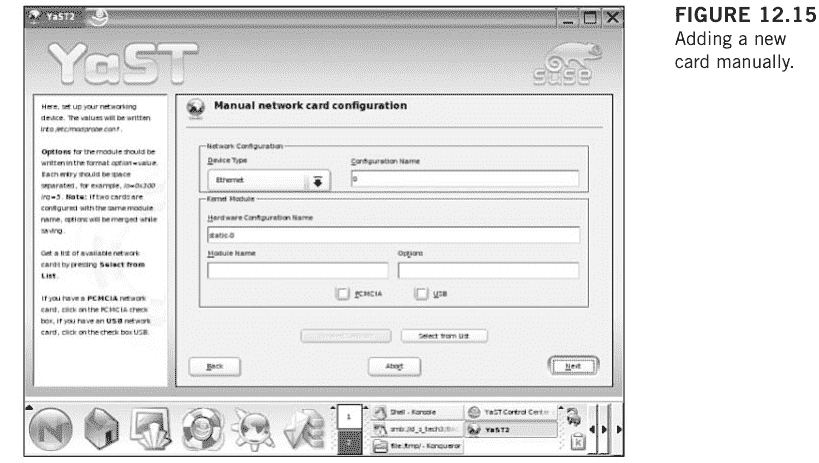 FIGURE 12.15
Adding a new
card manually.
YaST2
YaST
suse
Here, set up your networking
device. The values will be written
into /etc/modprobe.conf.
Options for the module should be
written in the format option=value.
Each entry should be space
separated, for example, io=0x300
irq=5. Note: if two cards are
configured with the same module
name, options will be merged while
saving.
Get a list of available network
cards by pressing Select from
List.
If you have a PCMCIA network
card, click on the PCMCIA check
box, if you have an USB network
card, click on the check box USB.
Manual network card configuration
Network Configuration
Device Type
Configuration Name
Ethernet
0
Kernel Module
Hardware Configuration Name
static-0
Module Name
Options
PCMCIA
USB
Select from List
Back
Abort
Next
N
1
2
Shell - Konsole
YaST Control Cente
file:/tmp/ - Konqueror
YaST2